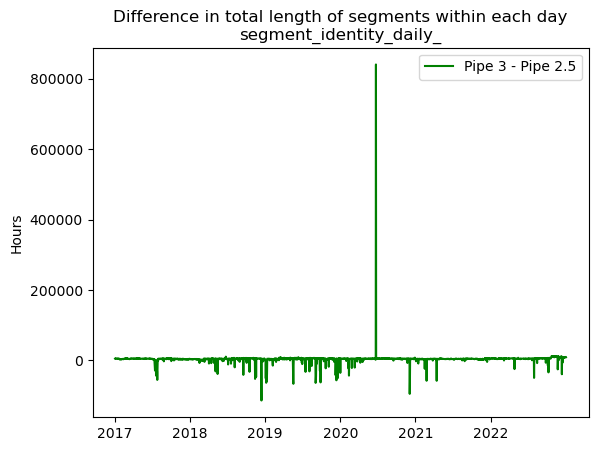 Difference in total length of segments within each day
segment_identity_daily_
Pipe 3 - Pipe 2.5
800000
600000
400000
200000
0
Hours
2017 2018 2019 2020 2021 2022